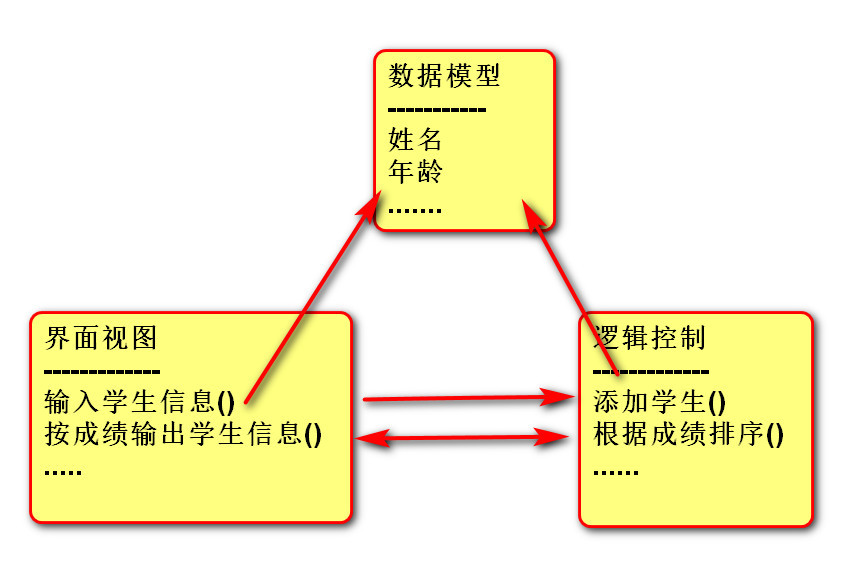 数据模型
-----------
姓名
年龄
.......
界面视图
-------------
输入学生信息()
按成绩输出学生信息()
.....
逻辑控制
-------------
添加学生()
根据成绩排序()
......